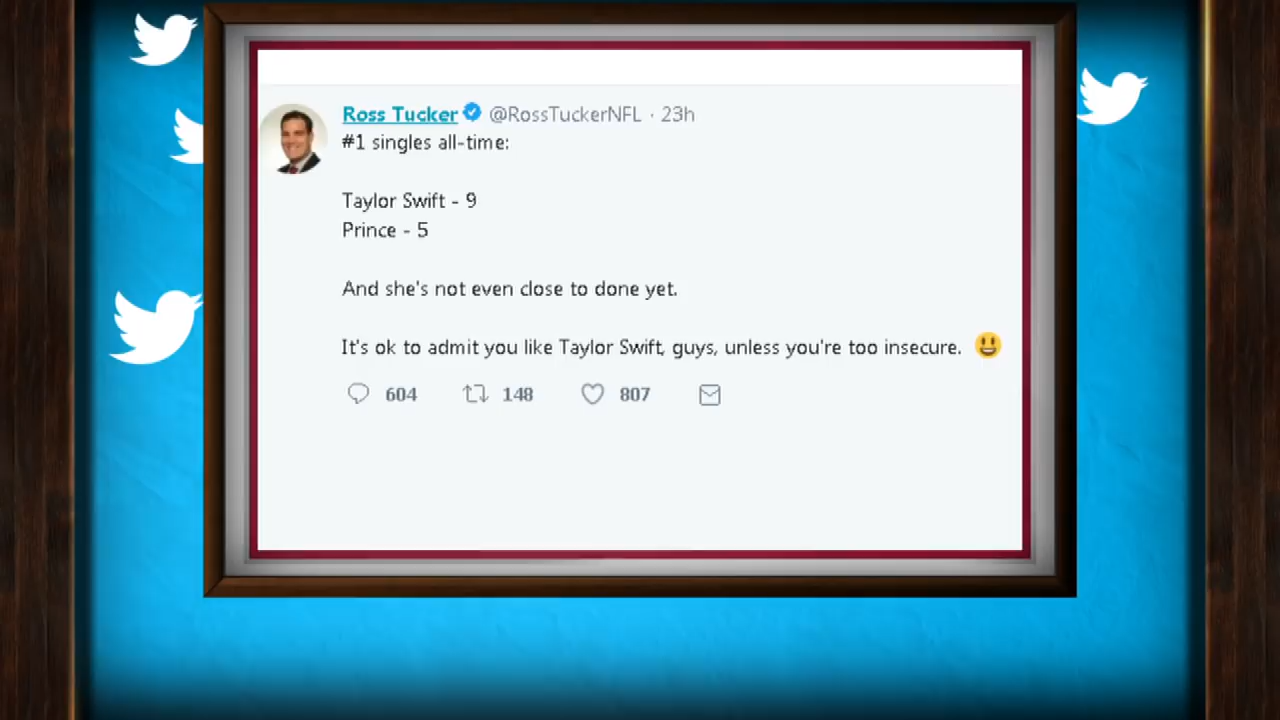 Ross Tucker @RossTuckerNFL · 23h
#1 singles all-time:
Taylor Swift - 9
Prince - 5
And she's not even close to done yet.
It's ok to admit you like Taylor Swift, guys, unless you're too insecure. 😃
604 148 807